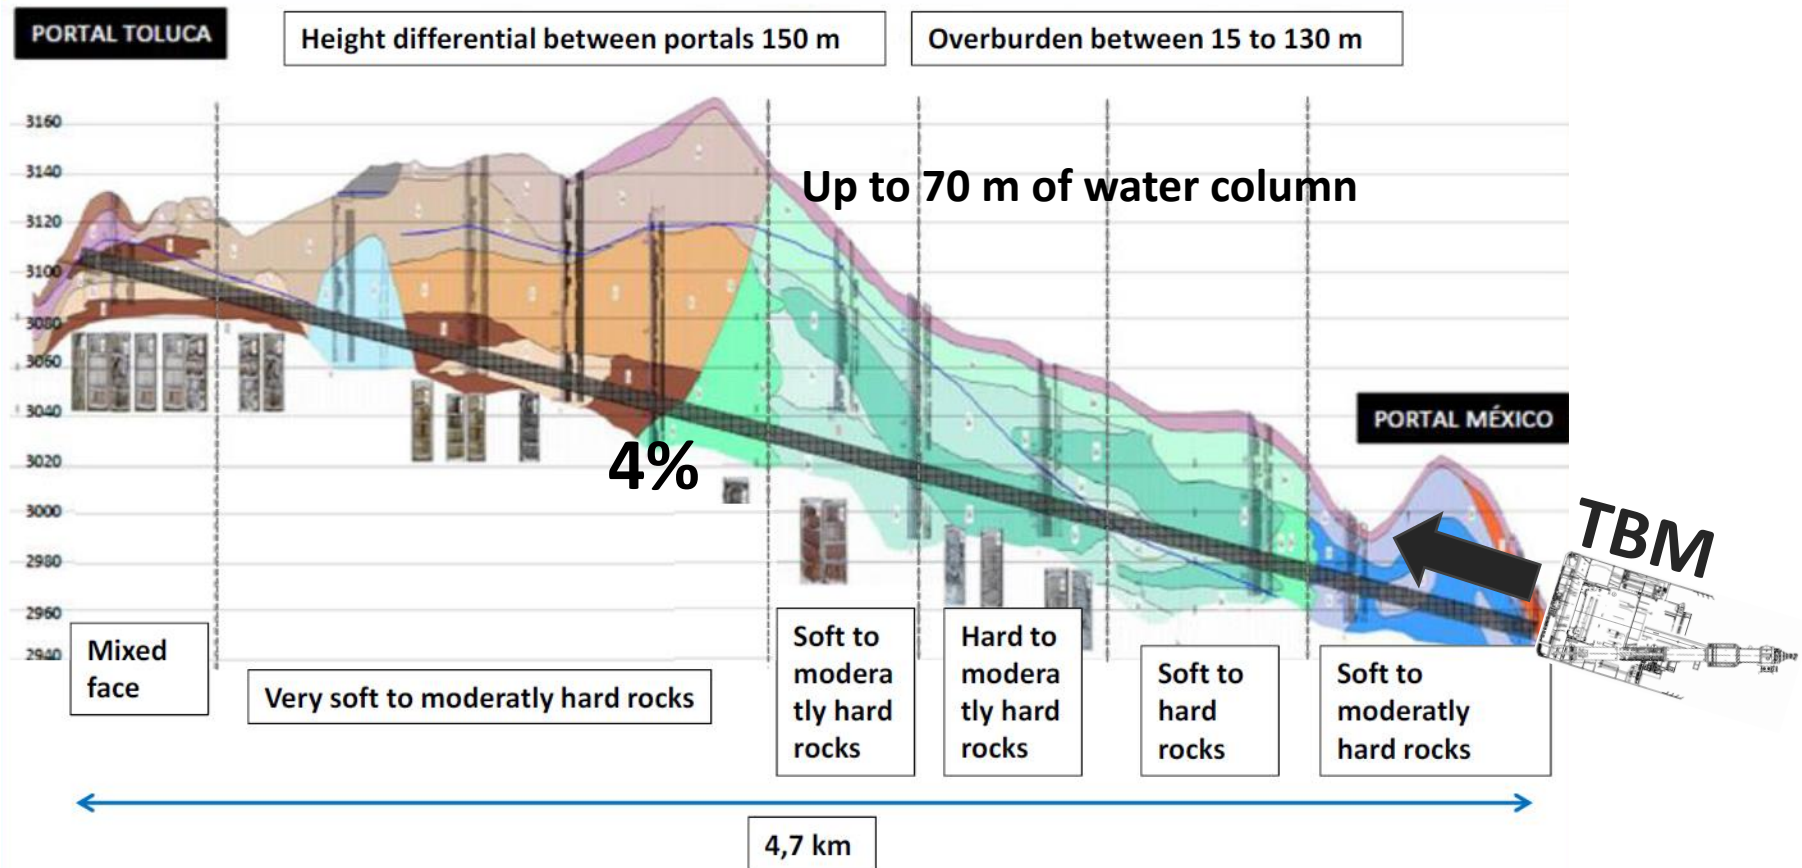 PORTAL TOLUCA
Height differential between portals 150 m
Overburden between 15 to 130 m
3160
3140
Up to 70 m of water column
3120
3100
3080
3060
3040
PORTAL MÉXICO
4%
3020
3000
TBM
2980
2960
2940
Mixed
face
Very soft to moderatly hard rocks
Soft to
modera
tly hard
rocks
Hard to
modera
tly hard
rocks
Soft to
hard
rocks
Soft to
moderatly
hard rocks
4,7 km